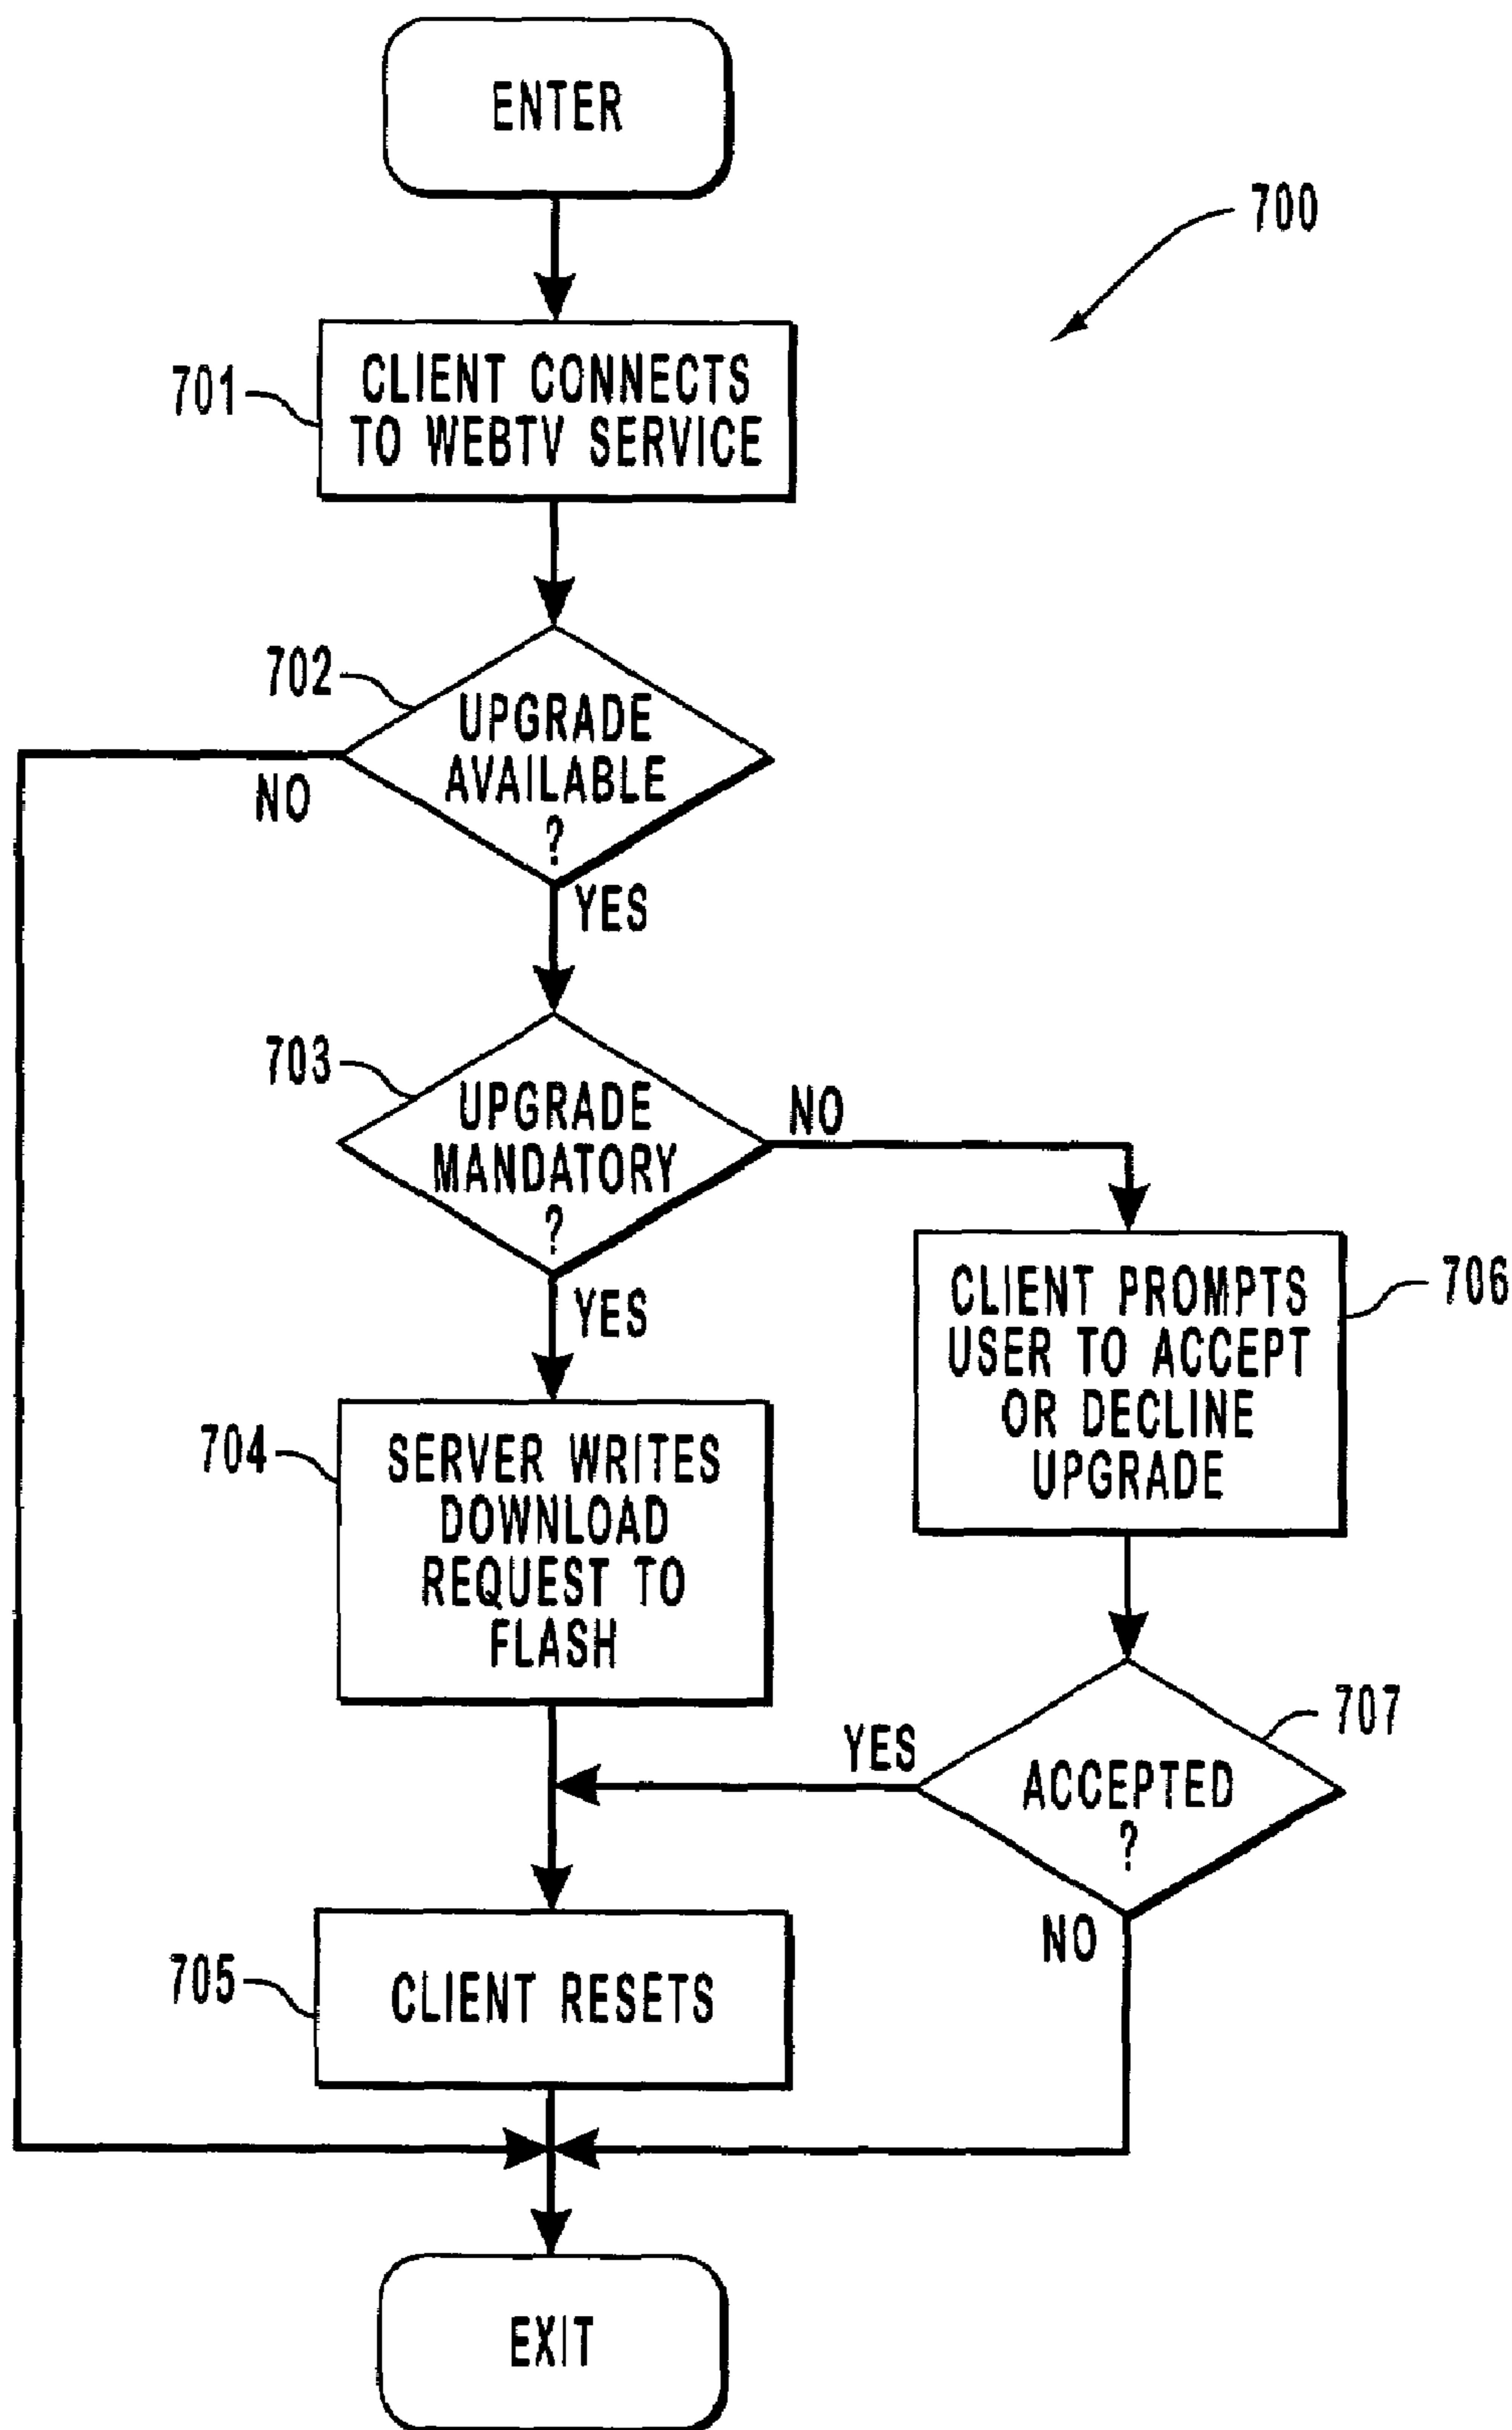 ENTER
700
701
CLIENT CONNECTS
TO WEBTV SERVICE
702
UPGRADE
AVAILABLE
?
NO
YES
703
UPGRADE
MANDATORY
?
NO
YES
706
CLIENT PROMPTS
USER TO ACCEPT
OR DECLINE
UPGRADE
704
SERVER WRITES
DOWNLOAD
REQUEST TO
FLASH
707
YES
ACCEPTED
?
NO
705
CLIENT RESETS
EXIT